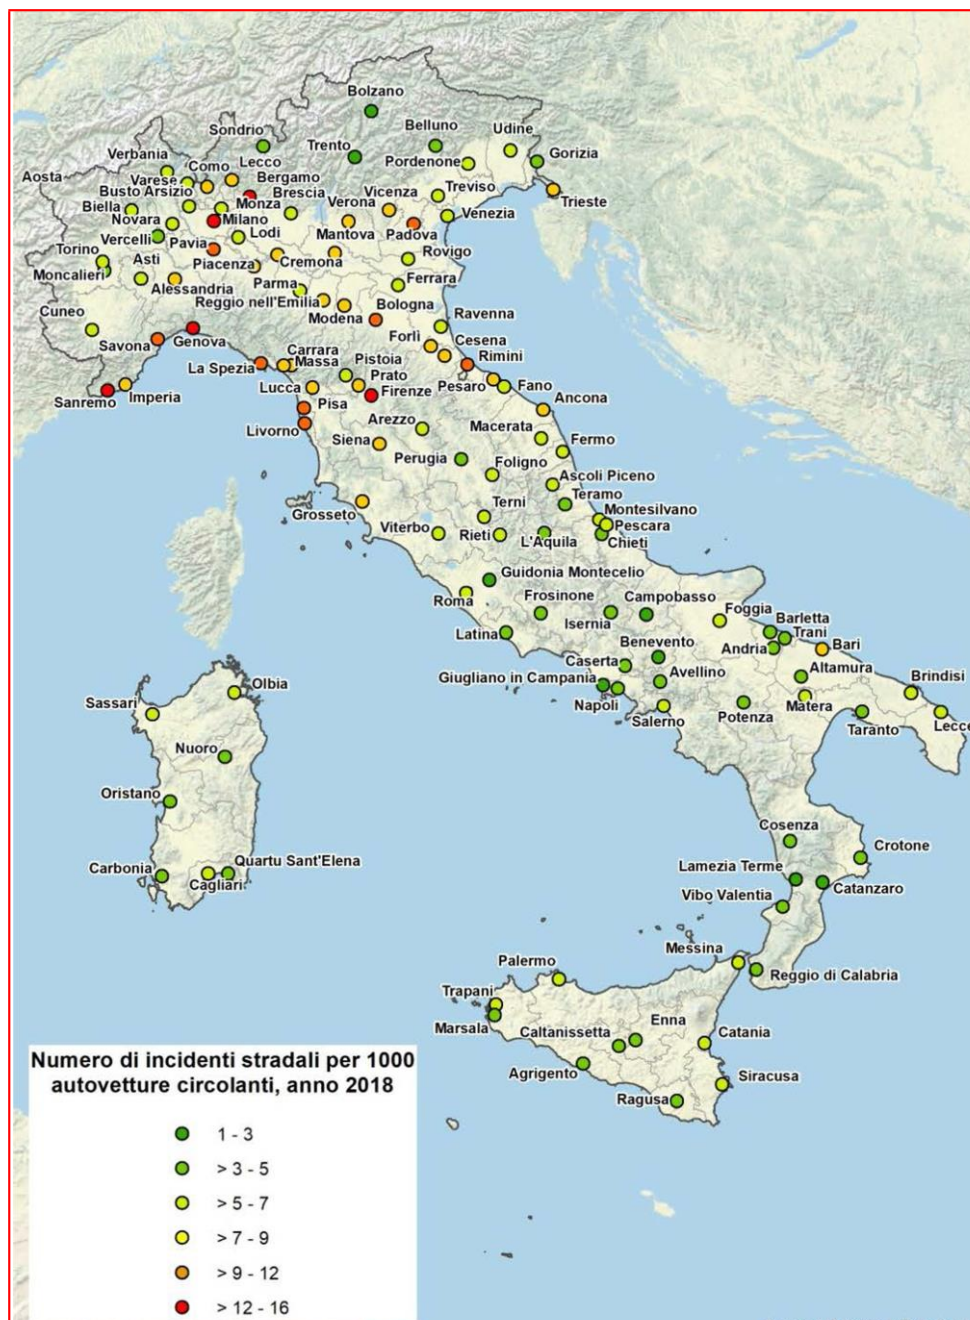 Bolzano
Sondrio
Belluno
Udine
Trento
Pordenone
Gorizia
Verbania
Como
Lecco
Aosta
Varese
Bergamo
Vicenza
Treviso
Trieste
Busto Arsizio
Brescia
Verona
Biella
Monza
Venezia
Novara
Milano
Mantova
Padova
Vercelli
Pavia
Lodi
Torino
Asti
Piacenza
Cremona
Rovigo
Moncalieri
Alessandria
Parma
Ferrara
Reggio nell'Emilia
Bologna
Cuneo
Modena
Ravenna
Savona
Genova
Forlì
Cesena
Carrara
La Spezia
Massa
Pistoia
Rimini
Prato
Sanremo
Imperia
Lucca
Firenze
Pesaro
Fano
Pisa
Ancona
Livorno
Arezzo
Macerata
Siena
Fermo
Perugia
Foligno
Ascoli Piceno
Teramo
Grosseto
Terni
Montesilvano
Viterbo
Rieti
Pescara
L'Aquila
Chieti
Guidonia Montecelio
Roma
Frosinone
Campobasso
Isernia
Foggia
Barletta
Latina
Trani
Benevento
Andria
Bari
Caserta
Altamura
Giugliano in Campania
Avellino
Brindisi
Olbia
Napoli
Salerno
Potenza
Matera
Sassari
Taranto
Lecce
Nuoro
Oristano
Cosenza
Crotone
Carbonia
Quartu Sant'Elena
Lamezia Terme
Cagliari
Catanzaro
Vibo Valentia
Messina
Palermo
Reggio di Calabria
Trapani
Marsala
Caltanissetta
Enna
Catania
Agrigento
Siracusa
Ragusa
Numero di incidenti stradali per 1000
autovetture circolanti, anno 2018
1 - 3
> 3 - 5
> 5 - 7
> 7 - 9
> 9 - 12
> 12 - 16